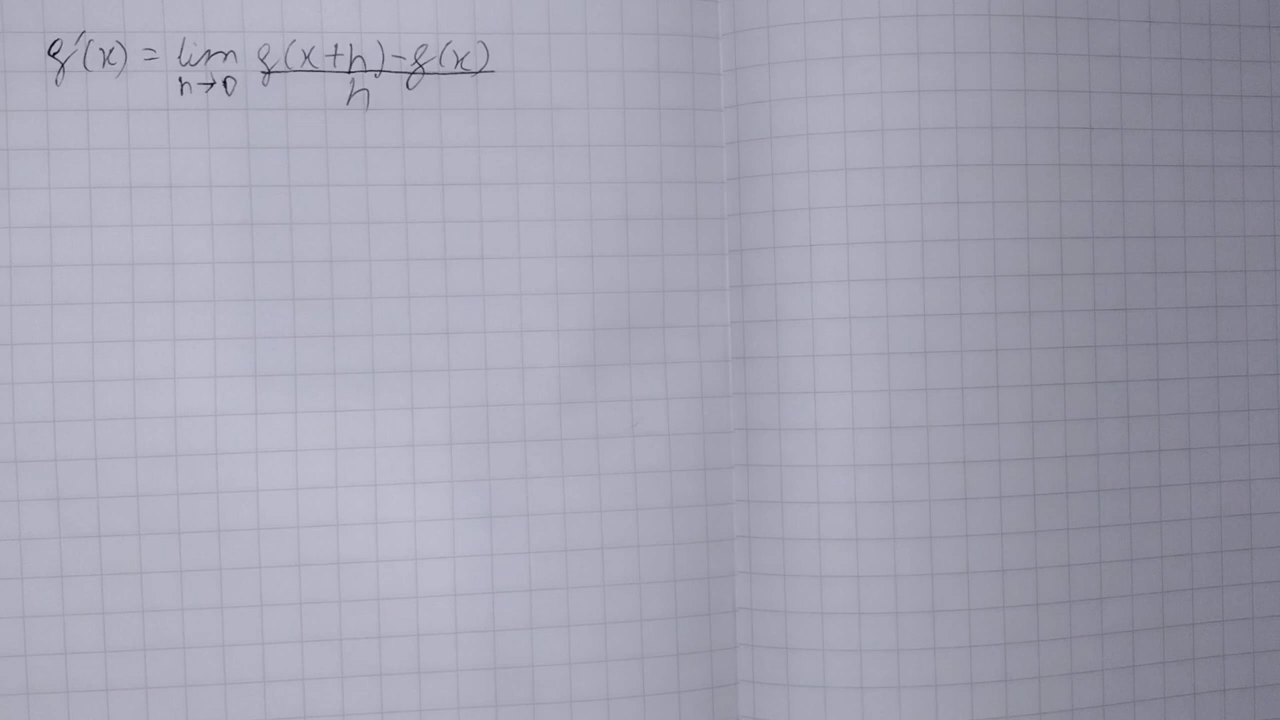 g'(x) = lim g(x+h)-g(x)
h→0 h